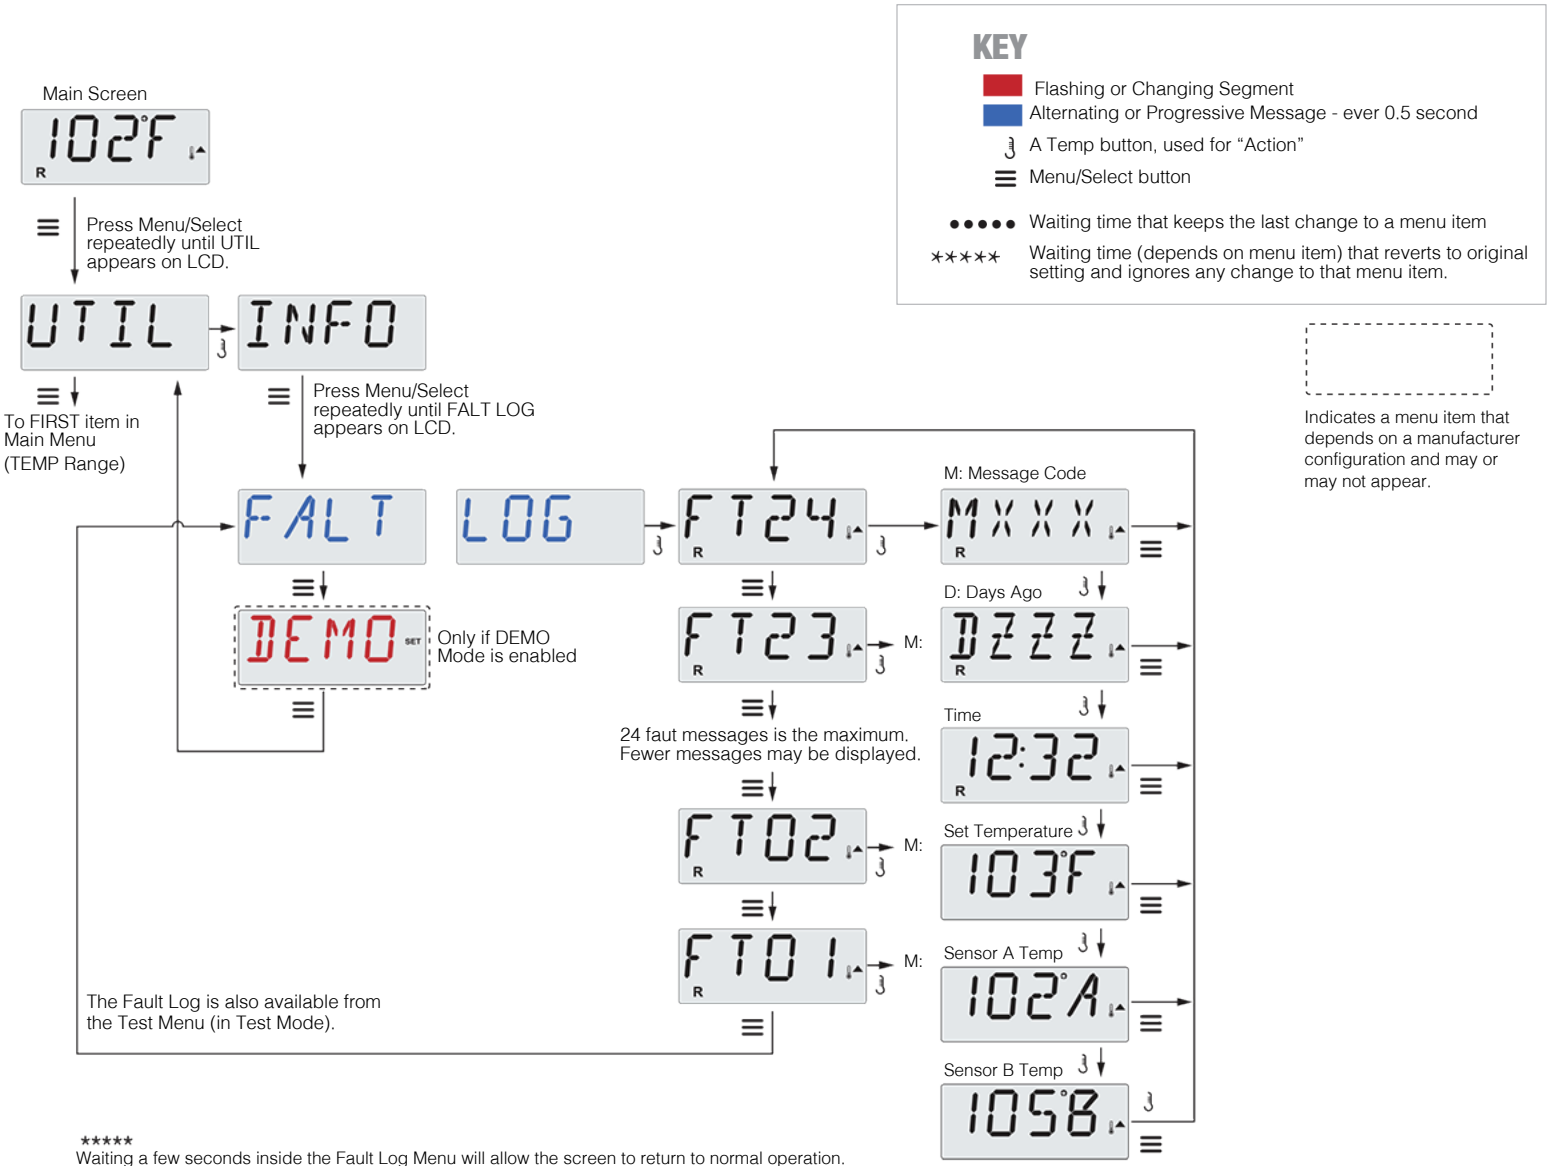 KEY
Flashing or Changing Segment
Alternating or Progressive Message - ever 0.5 second
A Temp button, used for “Action”
Menu/Select button
Waiting time that keeps the last change to a menu item
***** Waiting time (depends on menu item) that reverts to original
setting and ignores any change to that menu item.
Indicates a menu item that
depends on a manufacturer
configuration and may or
may not appear.
Main Screen
102°F
R
Press Menu/Select
repeatedly until UTIL
appears on LCD.
UTIL
INFO
To FIRST item in
Main Menu
(TEMP Range)
Press Menu/Select
repeatedly until FALT LOG
appears on LCD.
FALT
LOG
FT24
R
M: Message Code
MXXX
R
DEMO
SET
Only if DEMO
Mode is enabled
FT23
R
M:
D: Days Ago
DZZZ
R
24 faut messages is the maximum.
Fewer messages may be displayed.
Time
12:32
R
FT02
R
M:
Set Temperature
103°F
FT01
R
M:
Sensor A Temp
102°A
Sensor B Temp
105°B
The Fault Log is also available from
the Test Menu (in Test Mode).
*****
Waiting a few seconds inside the Fault Log Menu will allow the screen to return to normal operation.